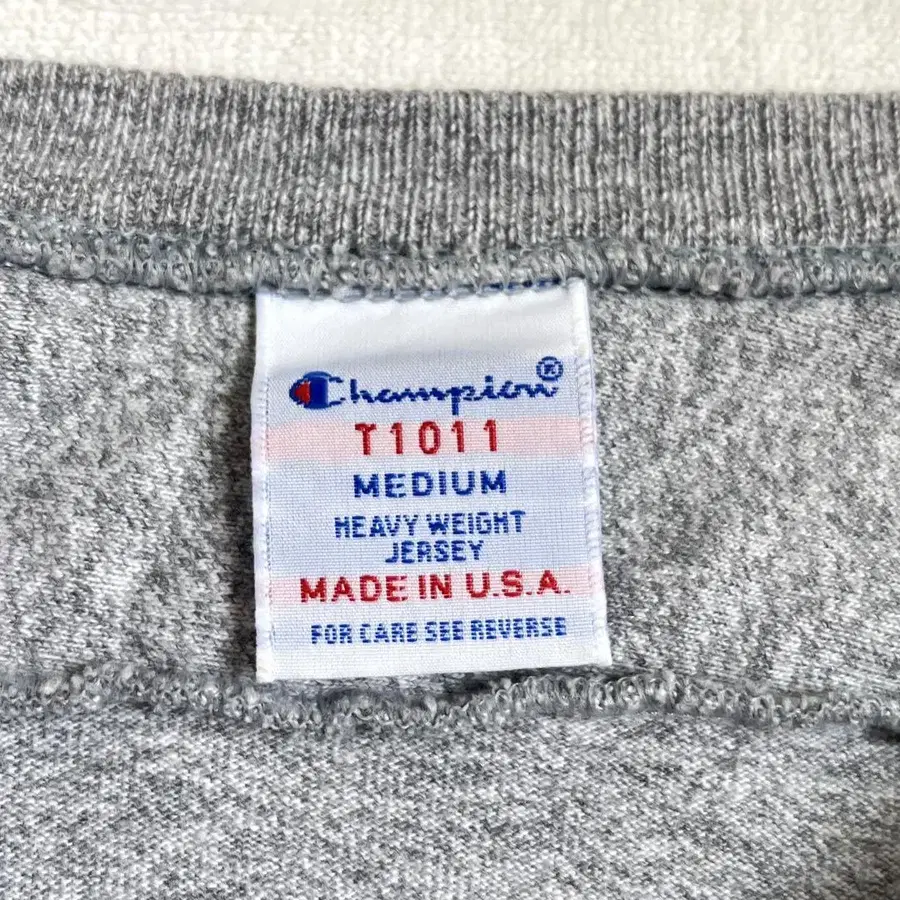 Champion®
T1011
MEDIUM
HEAVY WEIGHT
JERSEY
MADE IN U.S.A.
FOR CARE SEE REVERSE